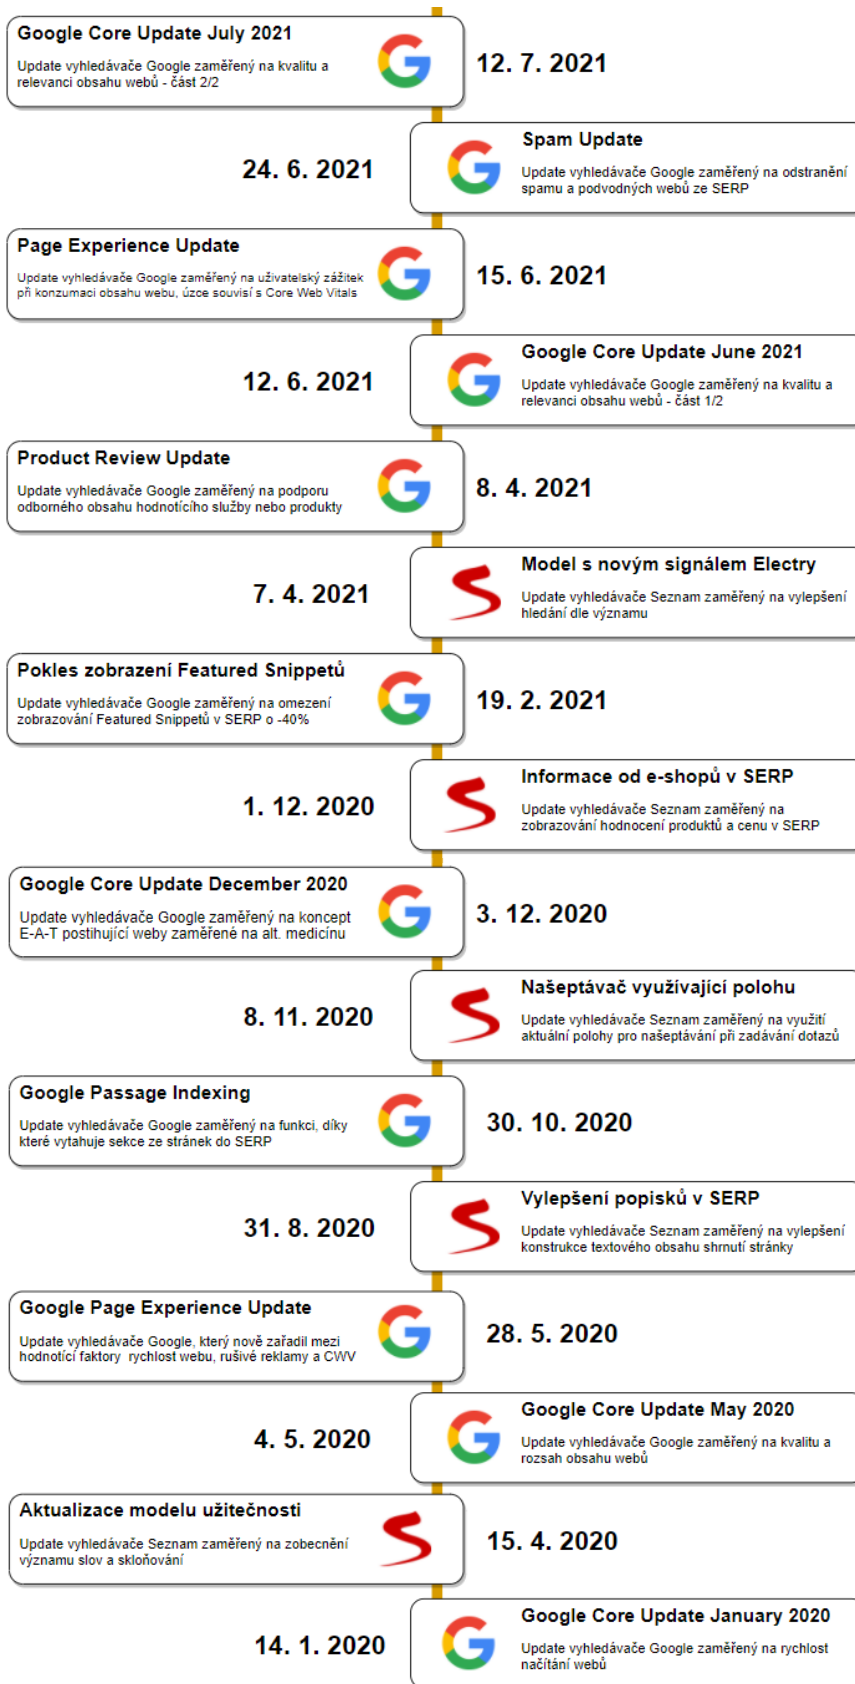 Google Core Update July 2021
Update vyhledávače Google zaměřený na kvalitu a
relevanci obsahu webů - část 2/2
12. 7. 2021
Spam Update
Update vyhledávače Google zaměřený na odstranění
spamu a podvodných webů ze SERP
24. 6. 2021
Page Experience Update
Update vyhledávače Google zaměřený na uživatelský zážitek
při konzumaci obsahu webu, úzce souvisí s Core Web Vitals
15. 6. 2021
Google Core Update June 2021
Update vyhledávače Google zaměřený na kvalitu a
relevanci obsahu webů - část 1/2
12. 6. 2021
Product Review Update
Update vyhledávače Google zaměřený na podporu
odborného obsahu hodnotícího služby nebo produkty
8. 4. 2021
Model s novým signálem Electry
Update vyhledávače Seznam zaměřený na vylepšení
hledání dle významu
7. 4. 2021
Pokles zobrazení Featured Snippetů
Update vyhledávače Google zaměřený na omezení
zobrazování Featured Snippetů v SERP o -40%
19. 2. 2021
Informace od e-shopů v SERP
Update vyhledávače Seznam zaměřený na
zobrazování hodnocení produktů a cenu v SERP
1. 12. 2020
Google Core Update December 2020
Update vyhledávače Google zaměřený na koncept
E-A-T postihující weby zaměřené na alt. medicínu
3. 12. 2020
Našeptávač využívající polohu
Update vyhledávače Seznam zaměřený na využití
aktuální polohy pro našeptávání při zadávání dotazů
8. 11. 2020
Google Passage Indexing
Update vyhledávače Google zaměřený na funkci, díky
které vytahuje sekce ze stránek do SERP
30. 10. 2020
Vylepšení popisků v SERP
Update vyhledávače Seznam zaměřený na vylepšení
konstrukce textového obsahu shrnutí stránky
31. 8. 2020
Google Page Experience Update
Update vyhledávače Google, který nově zařadil mezi
hodnotící faktory rychlost webu, rušivé reklamy a CWV
28. 5. 2020
Google Core Update May 2020
Update vyhledávače Google zaměřený na kvalitu a
rozsah obsahu webů
4. 5. 2020
Aktualizace modelu užitečnosti
Update vyhledávače Seznam zaměřený na zobecnění
významu slov a skloňování
15. 4. 2020
Google Core Update January 2020
Update vyhledávače Google zaměřený na rychlost
načítání webů
14. 1. 2020